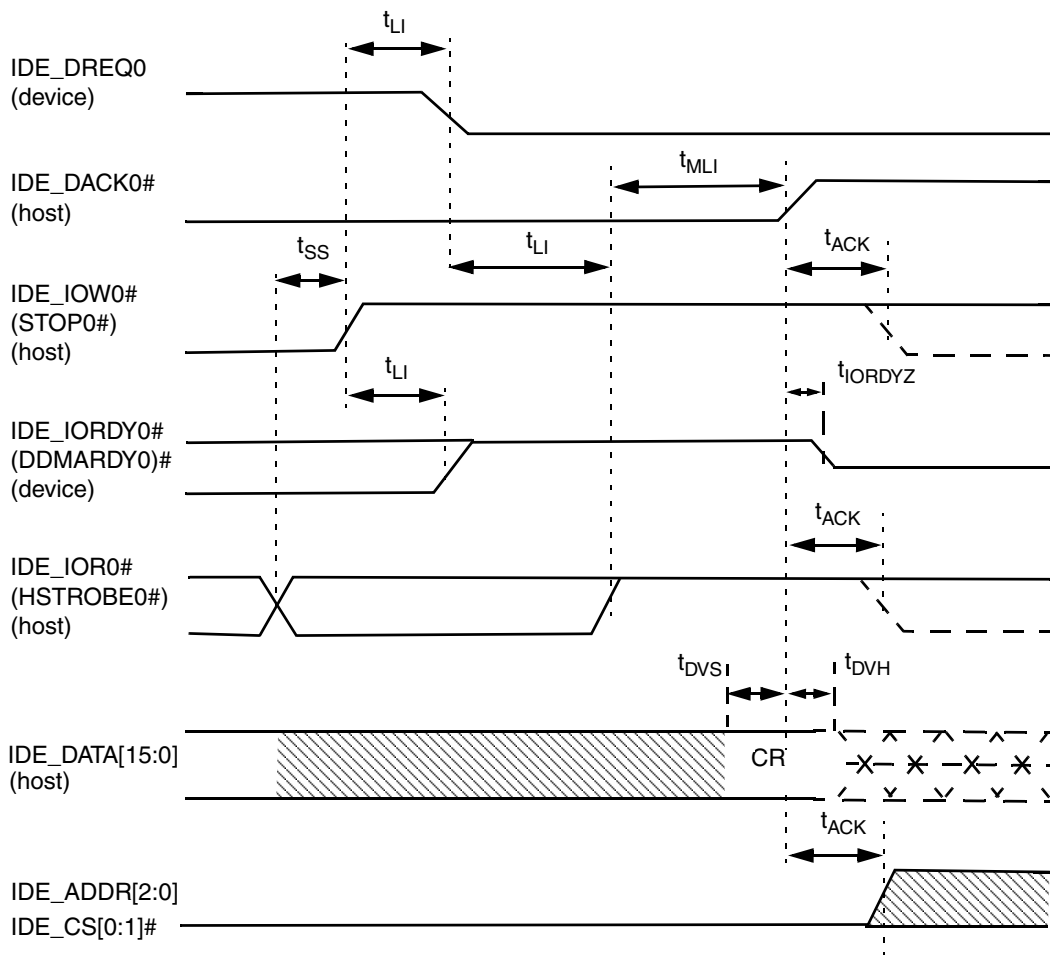 tLI
IDE_DREQ0
(device)
tMLI
IDE_DACK0#
(host)
tSS
tLI
tACK
IDE_IOW0#
(STOP0#)
(host)
tLI
tIORDYZ
IDE_IORDY0#
(DDMARDY0)#
(device)
tACK
IDE_IOR0#
(HSTROBE0#)
(host)
tDVS
tDVH
IDE_DATA[15:0]
(host)
CR
tACK
IDE_ADDR[2:0]
IDE_CS[0:1]#